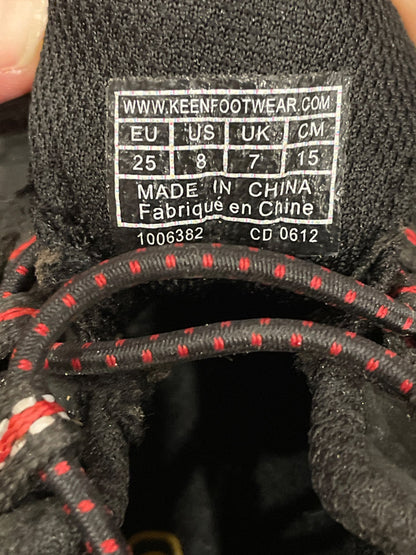 WWW.KEENFOOTWEAR.COM
EU US UK CM
25 8 7 15
MADE IN CHINA
Fabriqué en Chine
1006382 CD 0612